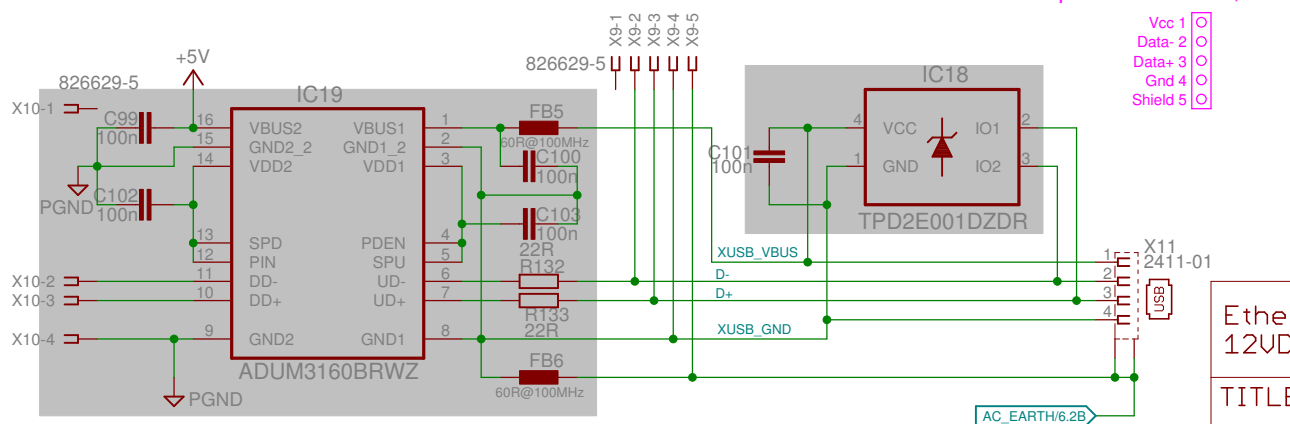 Vcc 1
Data- 2
Data+ 3
Gnd 4
Shield 5
X9-1
X9-2
X9-3
X9-4
X9-5
826629-5
+5V
826629-5
X10-1
C99
100n
IC19
16 VBUS2 VBUS1 1
15 GND2_2 GND1_2 2
14 VDD2 VDD1 3
13 SPD PDEN 4
12 PIN SPU 5
11 DD- UD- 6
10 DD+ UD+ 7
9 GND2 GND1 8
ADUM3160BRWZ
PGND
C102
100n
X10-2
X10-3
X10-4
PGND
FB5
60R@100MHz
C100
100n
C103
100n
22R
R132
R133
22R
FB6
60R@100MHz
IC18
C101
100n
4 VCC IO1 2
1 GND IO2 3
TPD2E001DZDR
XUSB_VBUS
D-
D+
XUSB_GND
X11
2411-01
1
2
3
4
USB
AC_EARTH/6.2B
Ethe
12VD
TITLE